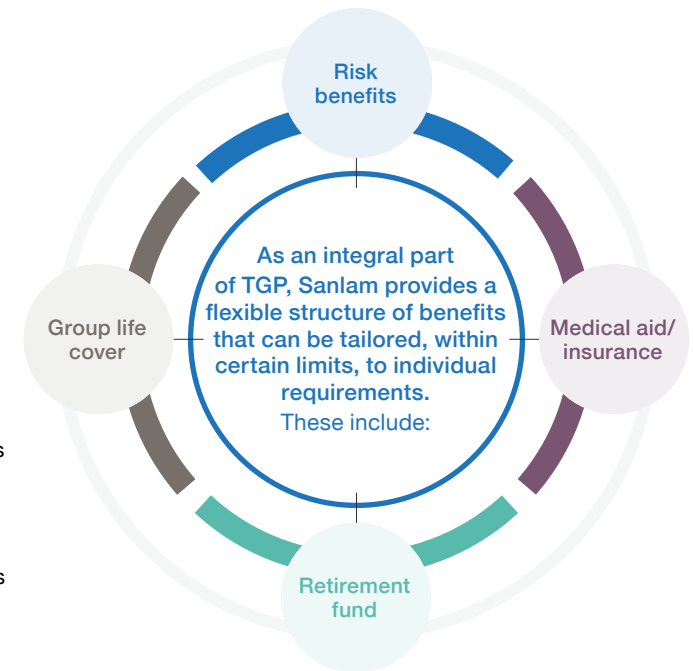 Risk
benefits
As an integral part
of TGP, Sanlam provides a
flexible structure of benefits
that can be tailored, within
certain limits, to individual
requirements.
These include:
Group life
cover
Medical aid/
insurance
s
s
Retirement
fund